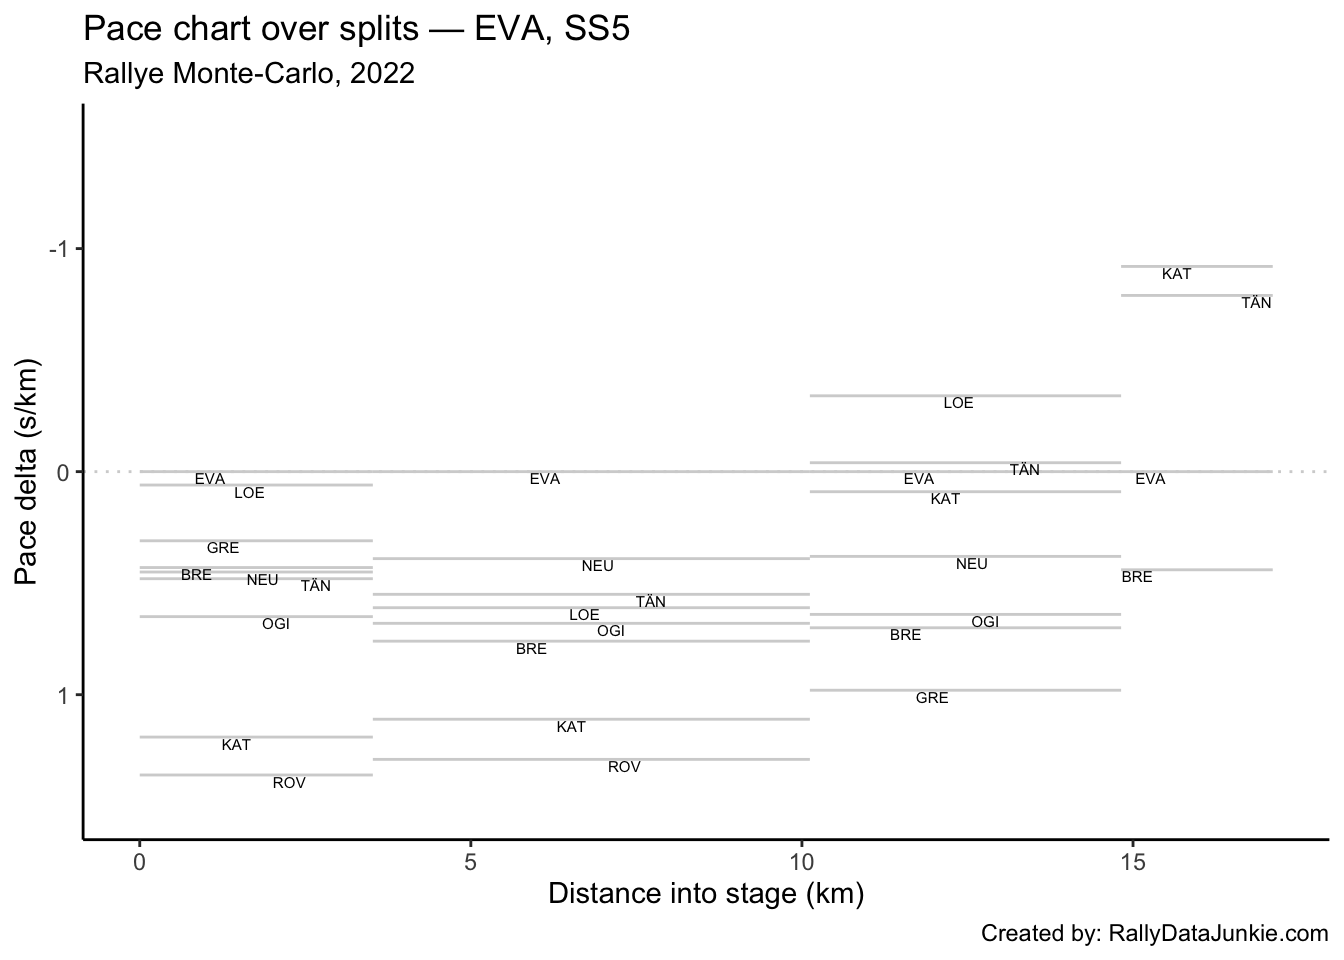 Pace chart over splits — EVA, SS5
Rallye Monte-Carlo, 2022
Pace delta (s/km)
-1
0
1
KAT
TÄN
LOE
TÄN
EVA
EVA
EVA
EVA
LOE
KAT
GRE
NEU
NEU
BRE
NEU
TÄN
BRE
TÄN
LOE
OGI
OGI
OGI
BRE
BRE
GRE
KAT
KAT
ROV
ROV
0
5
10
15
Distance into stage (km)
Created by: RallyDataJunkie.com